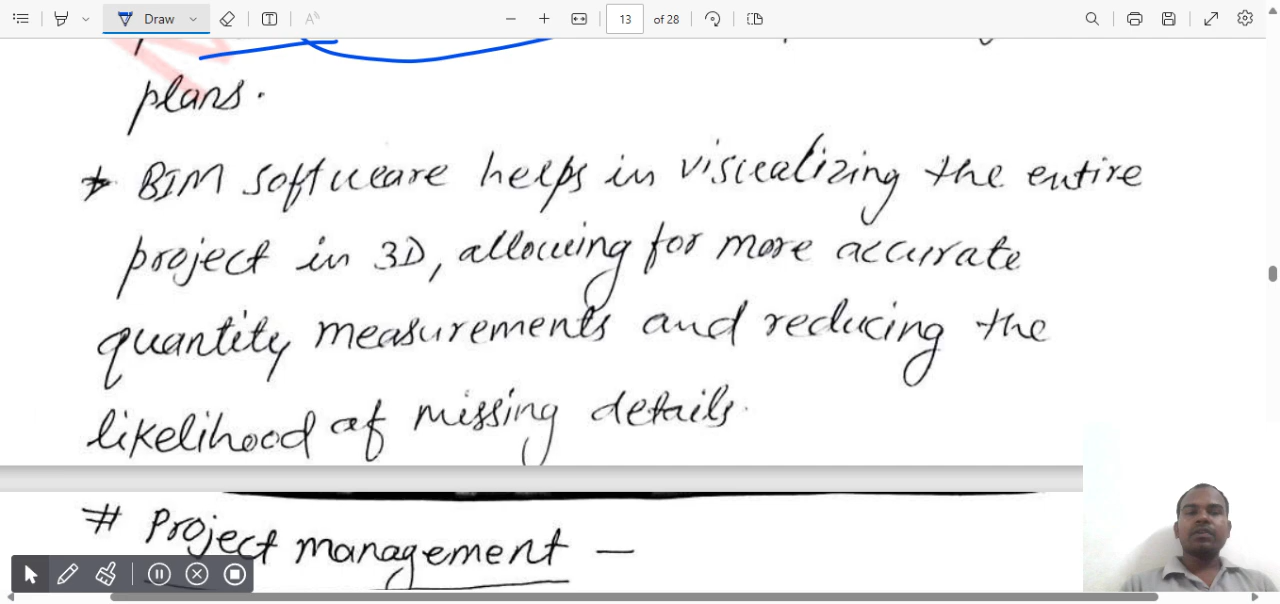 Draw
13 of 28
plans.
* BIM software helps in visualizing the entire
project in 3D, allowing for more accurate
quantity measurements and reducing the
likelihood of missing details.
# Project management —